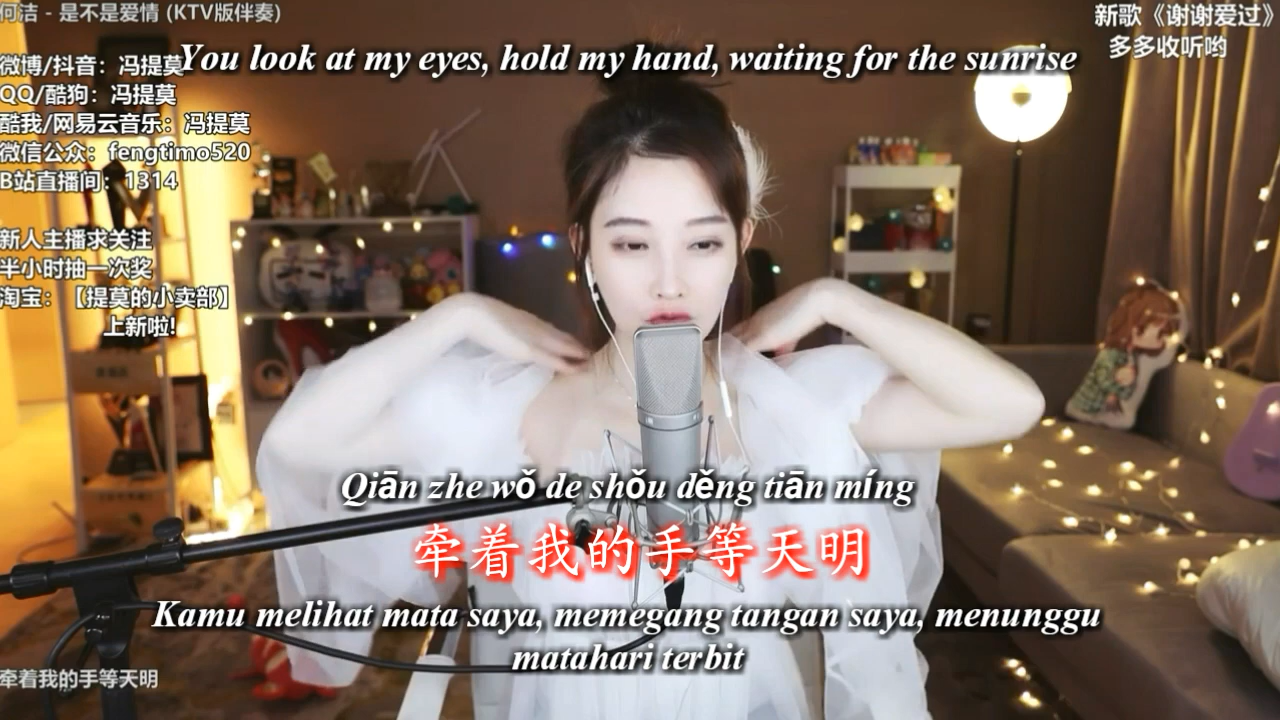 何洁 - 是不是爱情 (KTV版伴奏)
新歌《谢谢爱过》
多多收听哟
You look at my eyes, hold my hand, waiting for the sunrise
微博/抖音：冯提莫
QQ/酷狗：冯提莫
酷我/网易云音乐：冯提莫
微信公众：fengtimo520
B站直播间：1314
新人主播求关注
半小时抽一次奖
淘宝：【提莫的小卖部】
上新啦!
Qiān zhe wǒ de shǒu děng tiān míng
牵着我的手等天明
Kamu melihat mata saya, memegang tangan saya, menunggu
matahari terbit
牵着我的手等天明